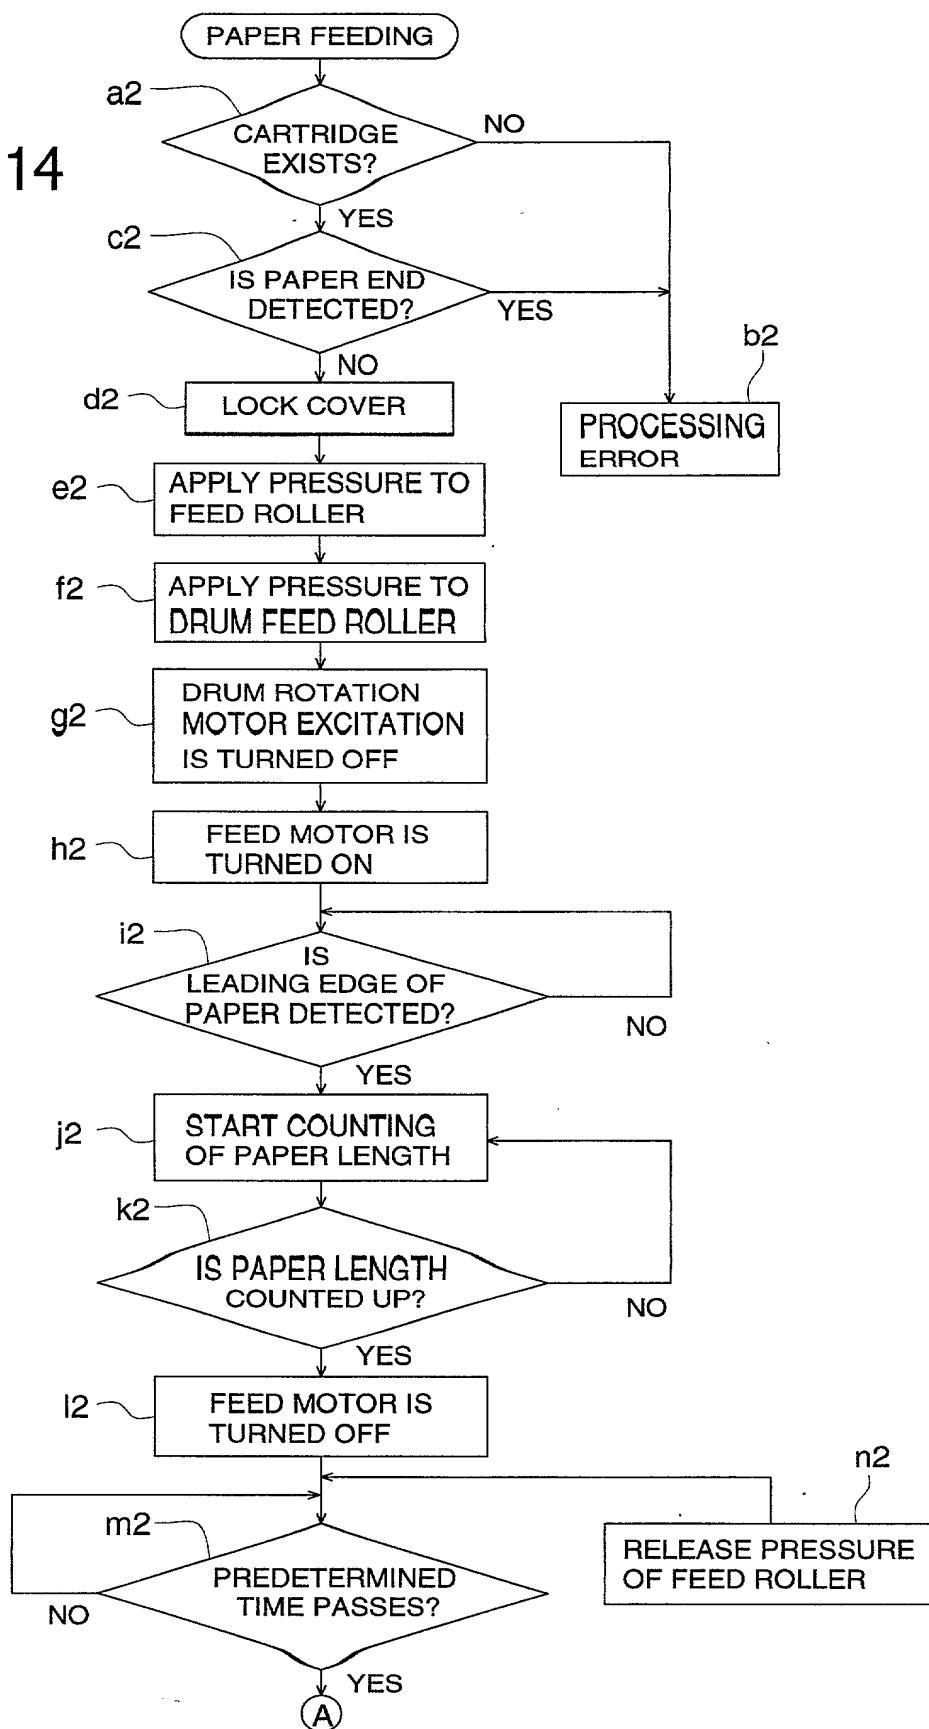 PAPER FEEDING
a2
CARTRIDGE
EXISTS?
NO
14
YES
c2
IS PAPER END
DETECTED?
YES
NO
b2
PROCESSING
ERROR
d2
LOCK COVER
e2
APPLY PRESSURE TO
FEED ROLLER
f2
APPLY PRESSURE TO
DRUM FEED ROLLER
g2
DRUM ROTATION
MOTOR EXCITATION
IS TURNED OFF
h2
FEED MOTOR IS
TURNED ON
i2
IS
LEADING EDGE OF
PAPER DETECTED?
NO
YES
j2
START COUNTING
OF PAPER LENGTH
k2
IS PAPER LENGTH
COUNTED UP?
NO
YES
l2
FEED MOTOR IS
TURNED OFF
n2
RELEASE PRESSURE
OF FEED ROLLER
m2
PREDETERMINED
TIME PASSES?
NO
YES
A